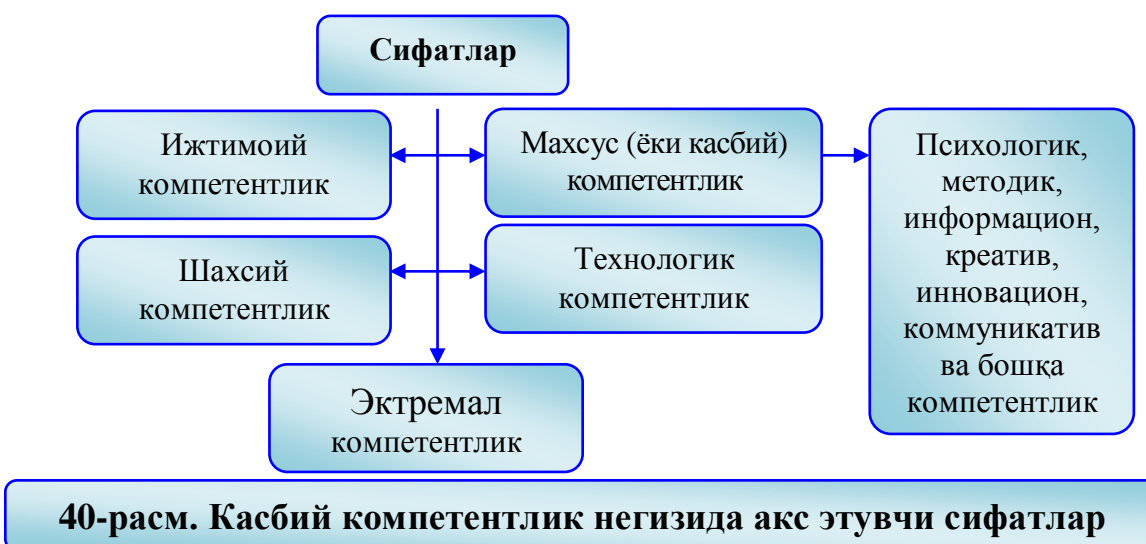 Сифатлар
Ижтимоий
компетентлик
Махсус (ёки касбий)
компетентлик
Психологик,
методик,
информацион,
креатив,
инновацион,
коммуникатив
ва бошқа
компетентлик
Шахсий
компетентлик
Технологик
компетентлик
Эктремал
компетентлик
40-расм. Касбий компетентлик негизида акс этувчи сифатлар